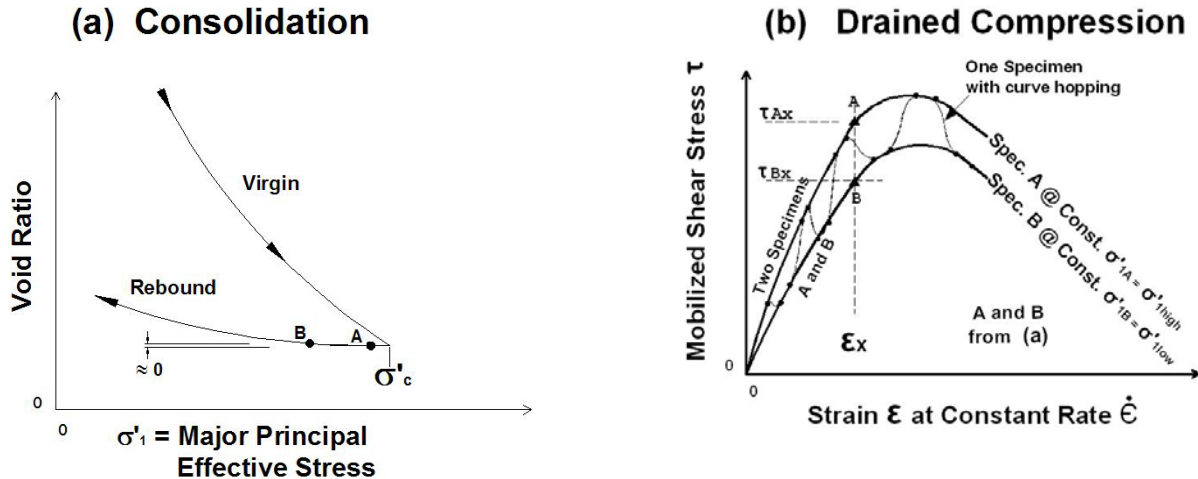 (a) Consolidation
Void Ratio
Virgin
Rebound
B
A
≈ 0
σ'c
0
0
σ'1 = Major Principal
Effective Stress
(b) Drained Compression
Mobilized Shear Stress τ
One Specimen
with curve hopping
τAx
A
τBx
B
Two Specimens
A and B
Spec. A @ Const. σ'1A = σ'1high
Spec. B @ Const. σ'1B = σ'1low
εx
A and B
from (a)
0
0
Strain ε at Constant Rate ε̇